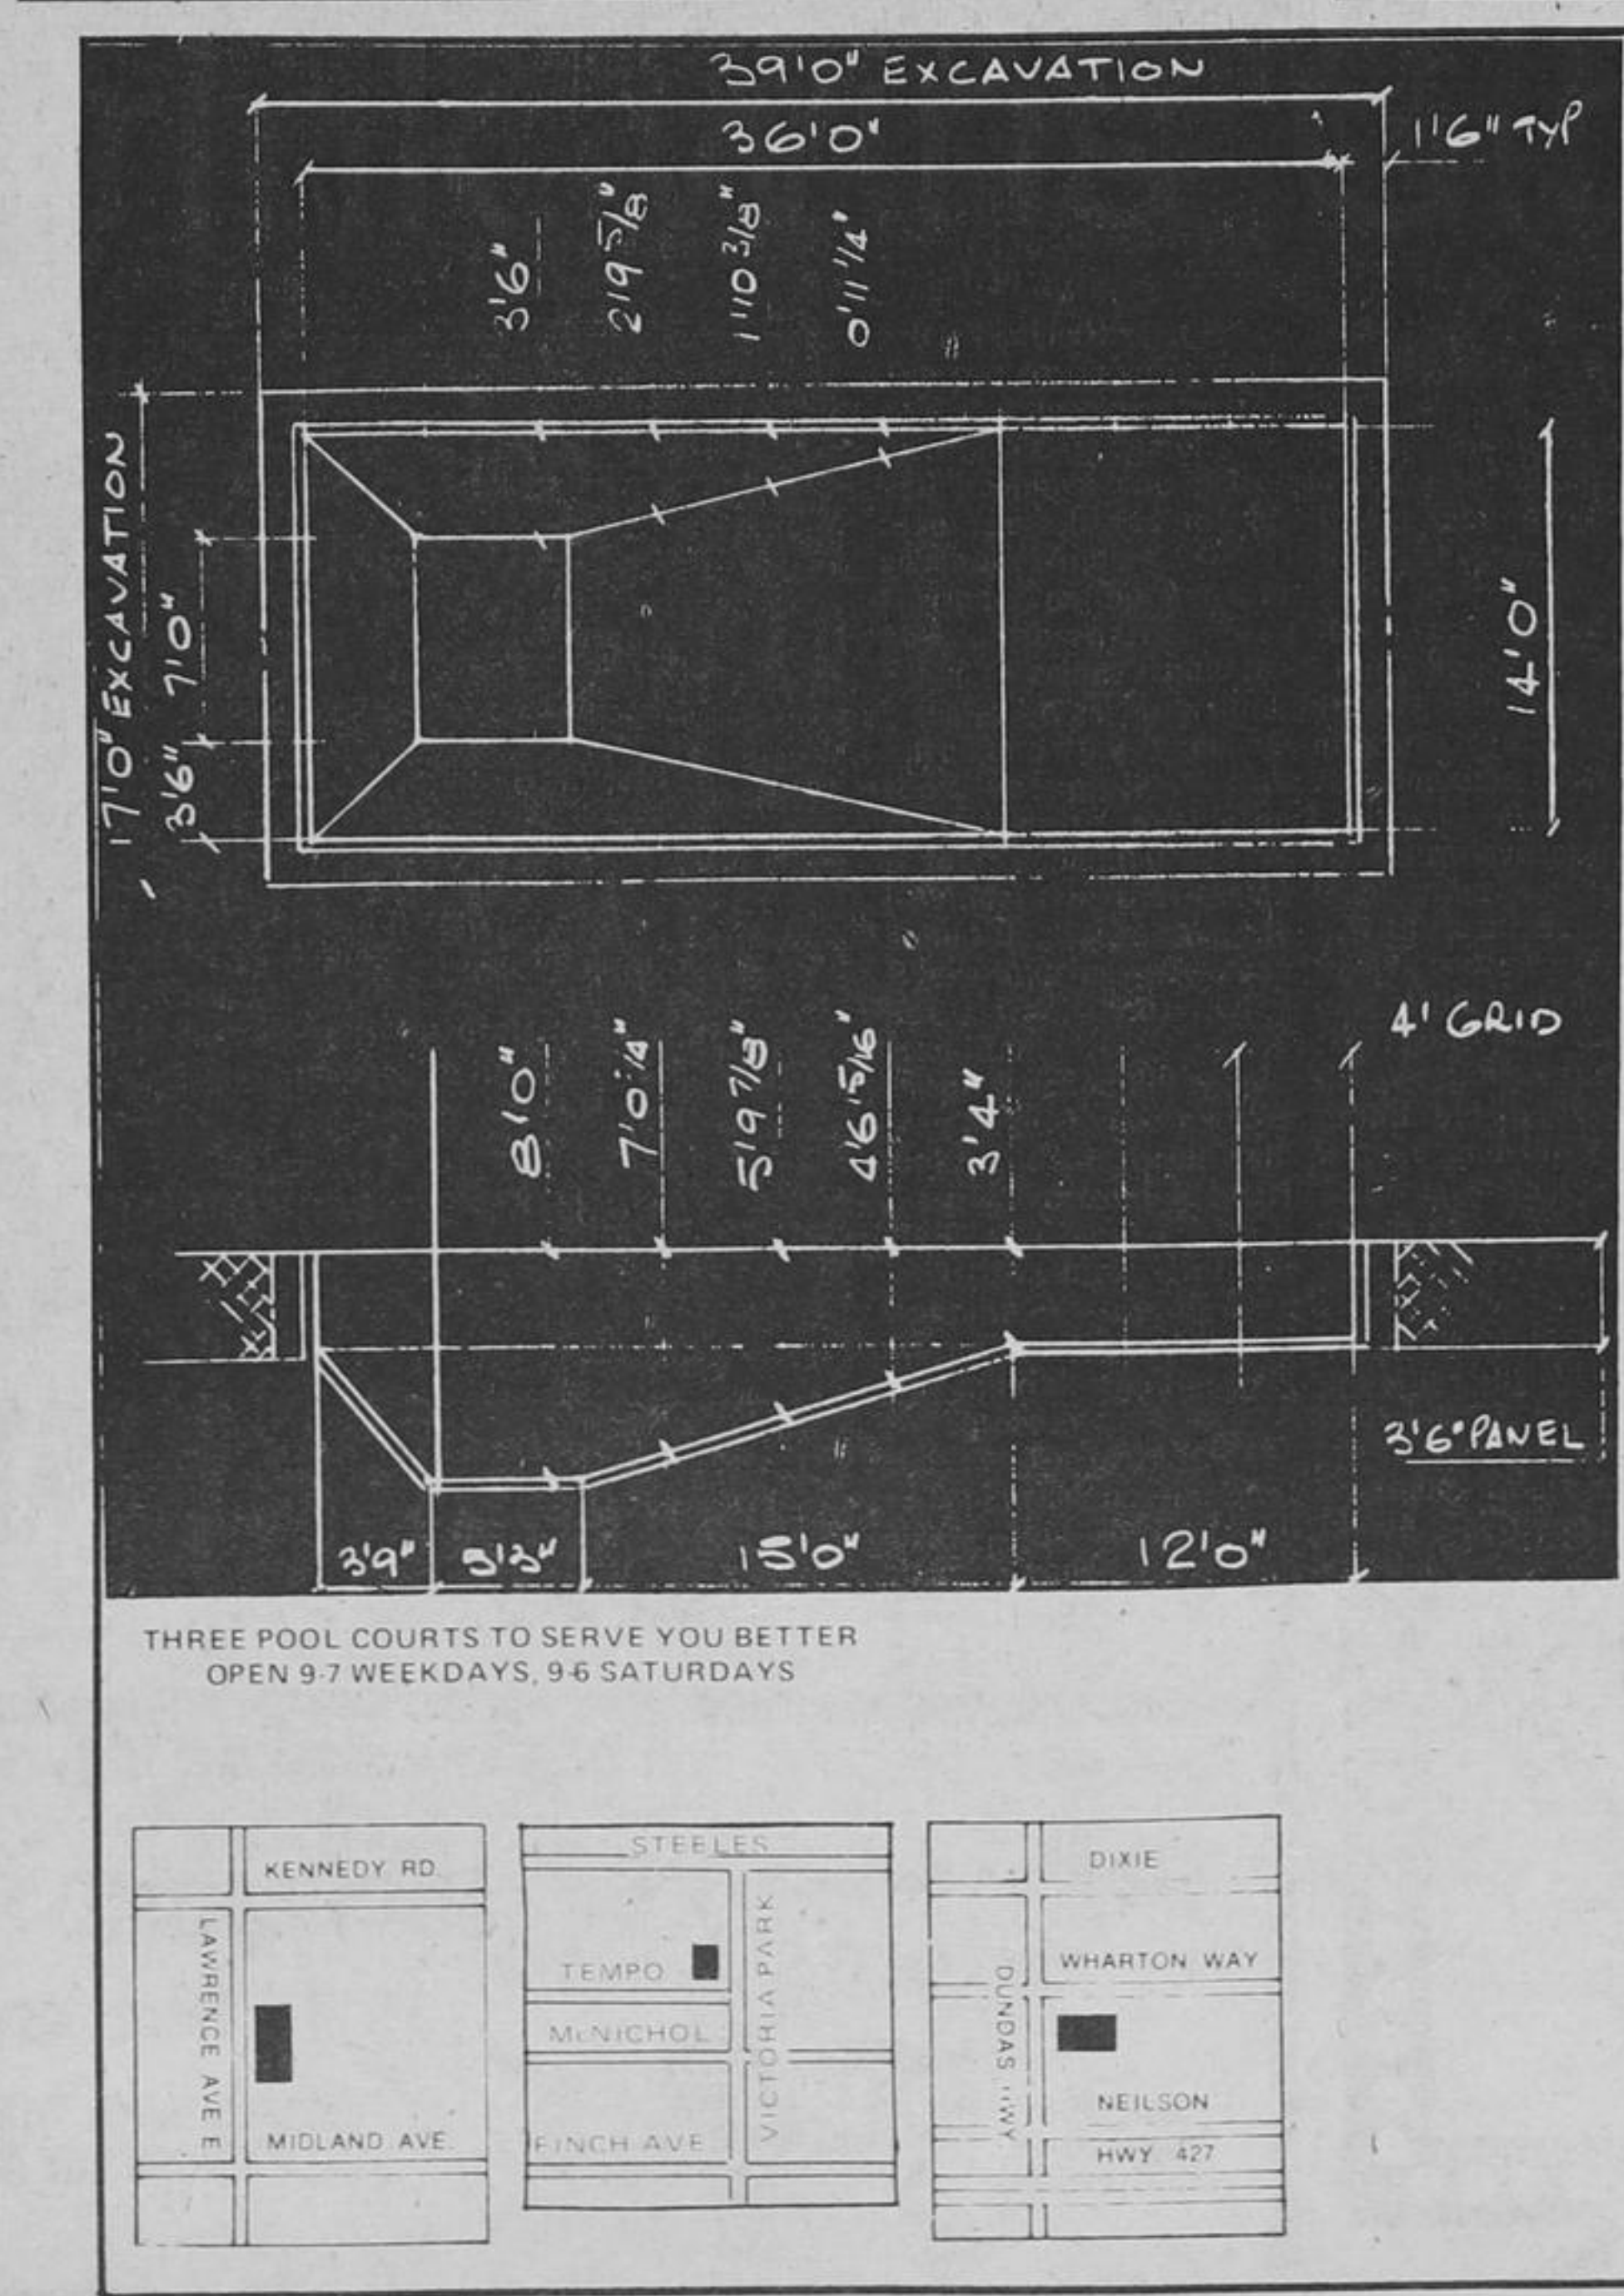 39'0" EXCAVATION
36'0"
1'6" TYP
3'6"
2'9 5/8"
1'10 3/8"
0'11 1/4"
17'0" EXCAVATION
7'0"
3'6"
14'0"
4' GRID
8'10"
7'0 1/4"
5'9 7/8"
4'6 15/16"
3'4"
3'6" PANEL
3'9"
5'3"
15'0"
12'0"
THREE POOL COURTS TO SERVE YOU BETTER
OPEN 9-7 WEEKDAYS, 9-6 SATURDAYS
KENNEDY RD.
LAWRENCE AVE E
MIDLAND AVE.
STEELES
TEMPO
McNICHOL
VICTORIA PARK
FINCH AVE
DIXIE
WHARTON WAY
DUNDAS HWY
NEILSON
HWY 427